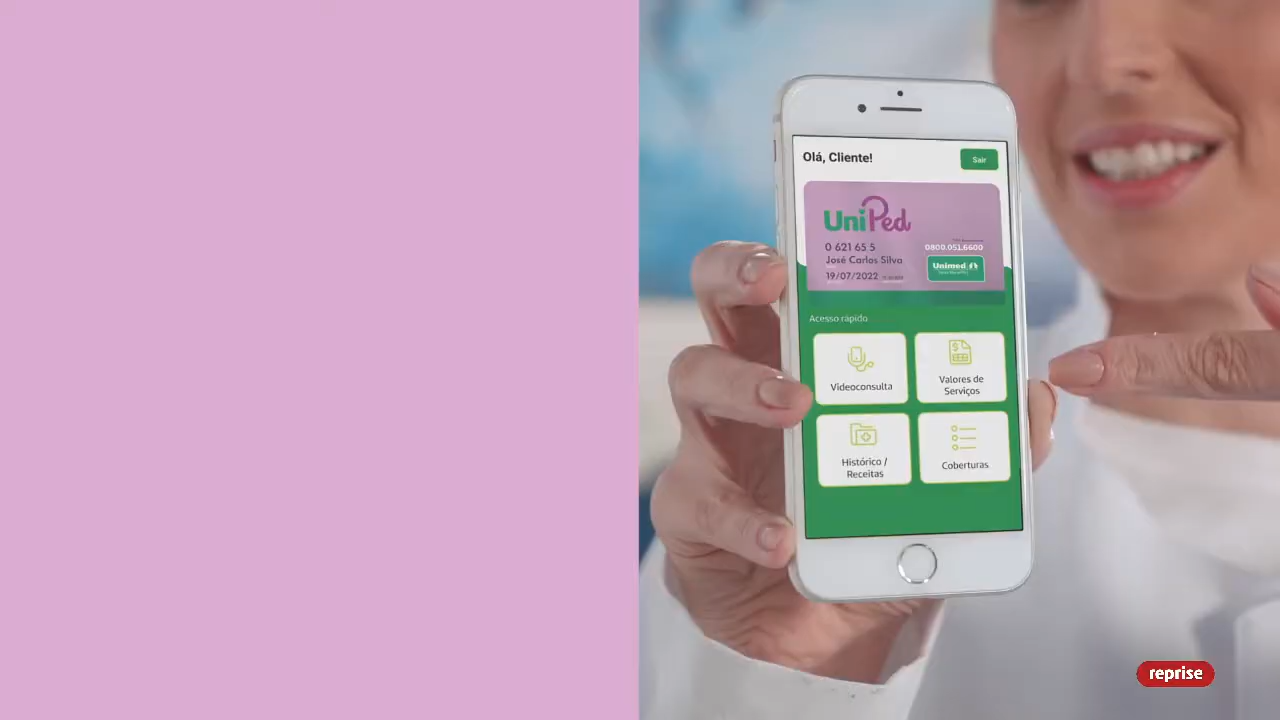 Olá, Cliente!
Sair
UniPed
0 621 65 5
0800.051.6600
José Carlos Silva
Unimed
19/07/2022
Acesso rápido
Videoconsulta
Valores de
Serviços
Histórico /
Receitas
Coberturas
reprise